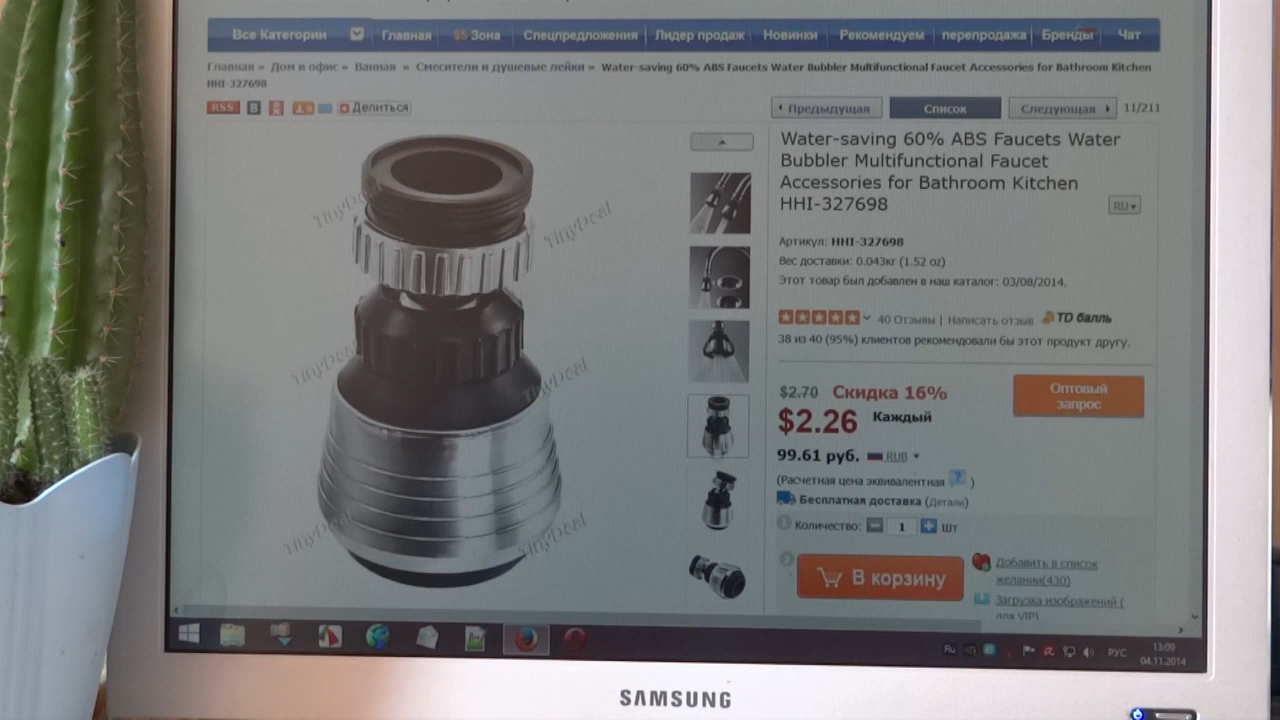 Все Категории Главная $5 Зона Спецпредложения Лидер продаж Новинки Рекомендуем перепродажа Бренды Чат
Главная » Дом и офис » Ванная » Смесители и душевые лейки » Water-saving 60% ABS Faucets Water Bubbler Multifunctional Faucet Accessories for Bathroom Kitchen
HHI-327698
RSS Делиться
Предыдущая Список Следующая 11/211
Water-saving 60% ABS Faucets Water
Bubbler Multifunctional Faucet
Accessories for Bathroom Kitchen
HHI-327698
RU
Артикул: HHI-327698
Вес доставки: 0.043кг (1.52 oz)
Этот товар был добавлен в наш каталог: 03/08/2014.
40 Отзывы | Написать отзыв TD балль
38 из 40 (95%) клиентов рекомендовали бы этот продукт другу.
$2.70 Скидка 16%
Оптовый
запрос
$2.26 Каждый
99.61 руб. RUB
(Расчетная цена эквивалентная ? )
Бесплатная доставка (Детали)
1 Количество: 1 шт
2 В корзину
Добавить в список
желаний(430)
Загрузка изображений (
для VIP)
TinyDeal
TinyDeal
TinyDeal
TinyDeal
TinyDeal
Ru
РУС
13:09
04.11.2014
SAMSUNG